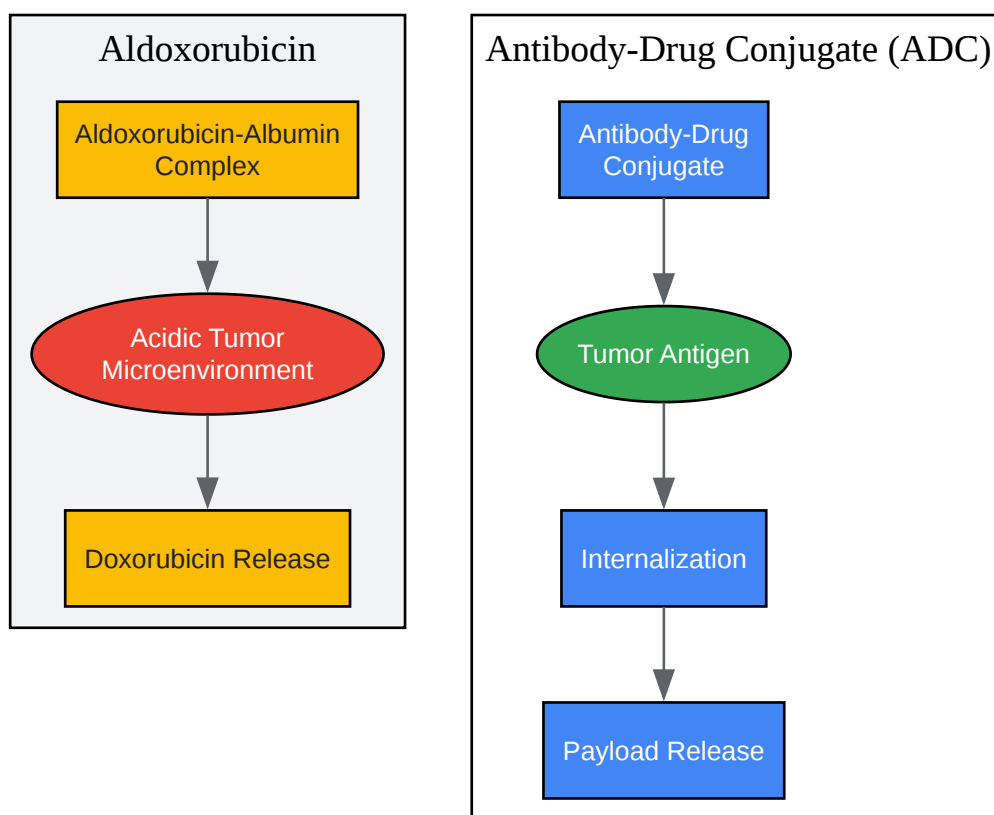 Aldoxorubicin
Aldoxorubicin-Albumin
Complex
Acidic Tumor
Microenvironment
Doxorubicin Release
Antibody-Drug Conjugate (ADC)
Antibody-Drug
Conjugate
Tumor Antigen
Internalization
Payload Release